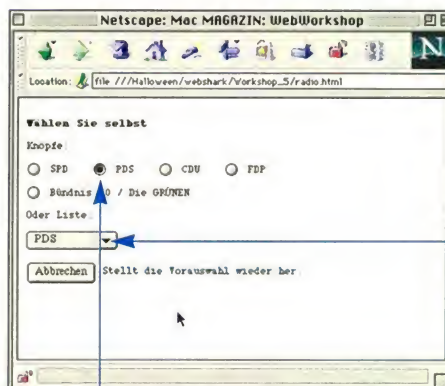 Netscape: Mac MAGAZIN: WebWorkshop
Location: file:///Halloween/webshark/Workshop_5/radio.html
Wählen Sie selbst
Knöpfe:
SPD PDS CDU FDP
Bündnis 90 / Die GRÜNEN
Oder Liste:
PDS
Abbrechen Stellt die Vorauswahl wieder her.